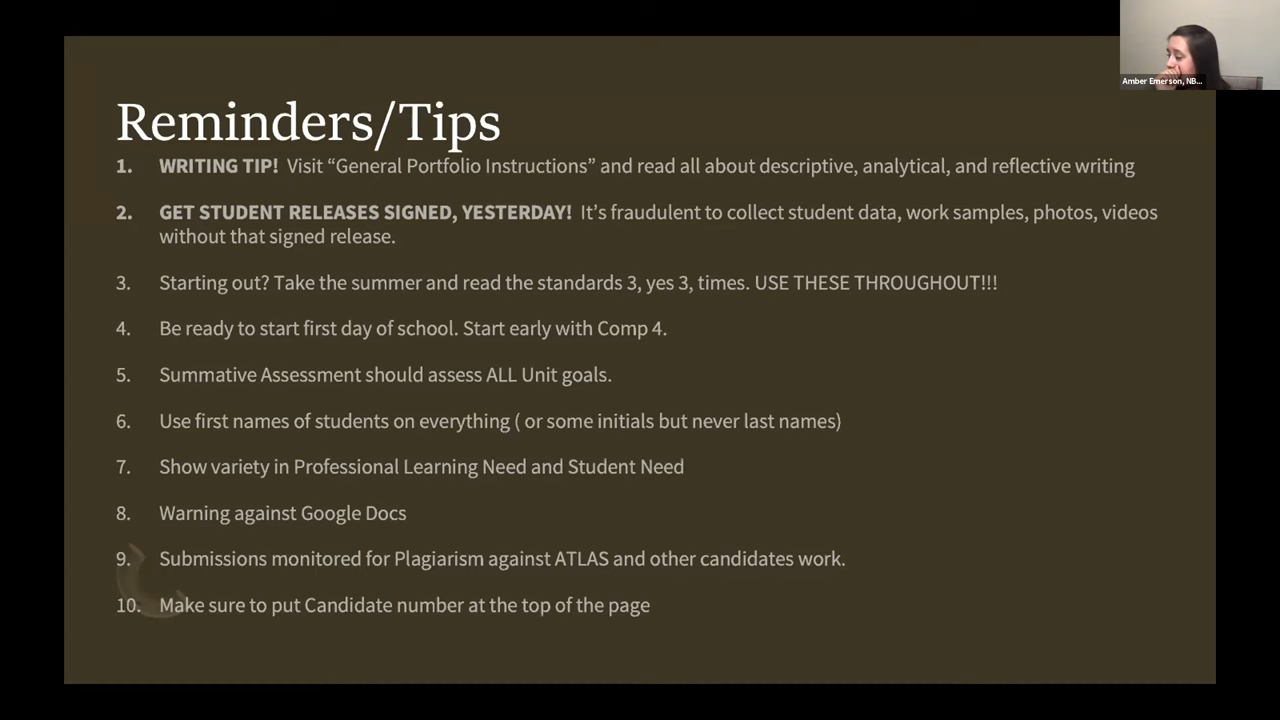 Amber Emerson, NB...
Reminders/Tips
1. WRITING TIP! Visit “General Portfolio Instructions” and read all about descriptive, analytical, and reflective writing
2. GET STUDENT RELEASES SIGNED, YESTERDAY! It’s fraudulent to collect student data, work samples, photos, videos
without that signed release.
3. Starting out? Take the summer and read the standards 3, yes 3, times. USE THESE THROUGHOUT!!!
4. Be ready to start first day of school. Start early with Comp 4.
5. Summative Assessment should assess ALL Unit goals.
6. Use first names of students on everything ( or some initials but never last names)
7. Show variety in Professional Learning Need and Student Need
8. Warning against Google Docs
9. Submissions monitored for Plagiarism against ATLAS and other candidates work.
10. Make sure to put Candidate number at the top of the page